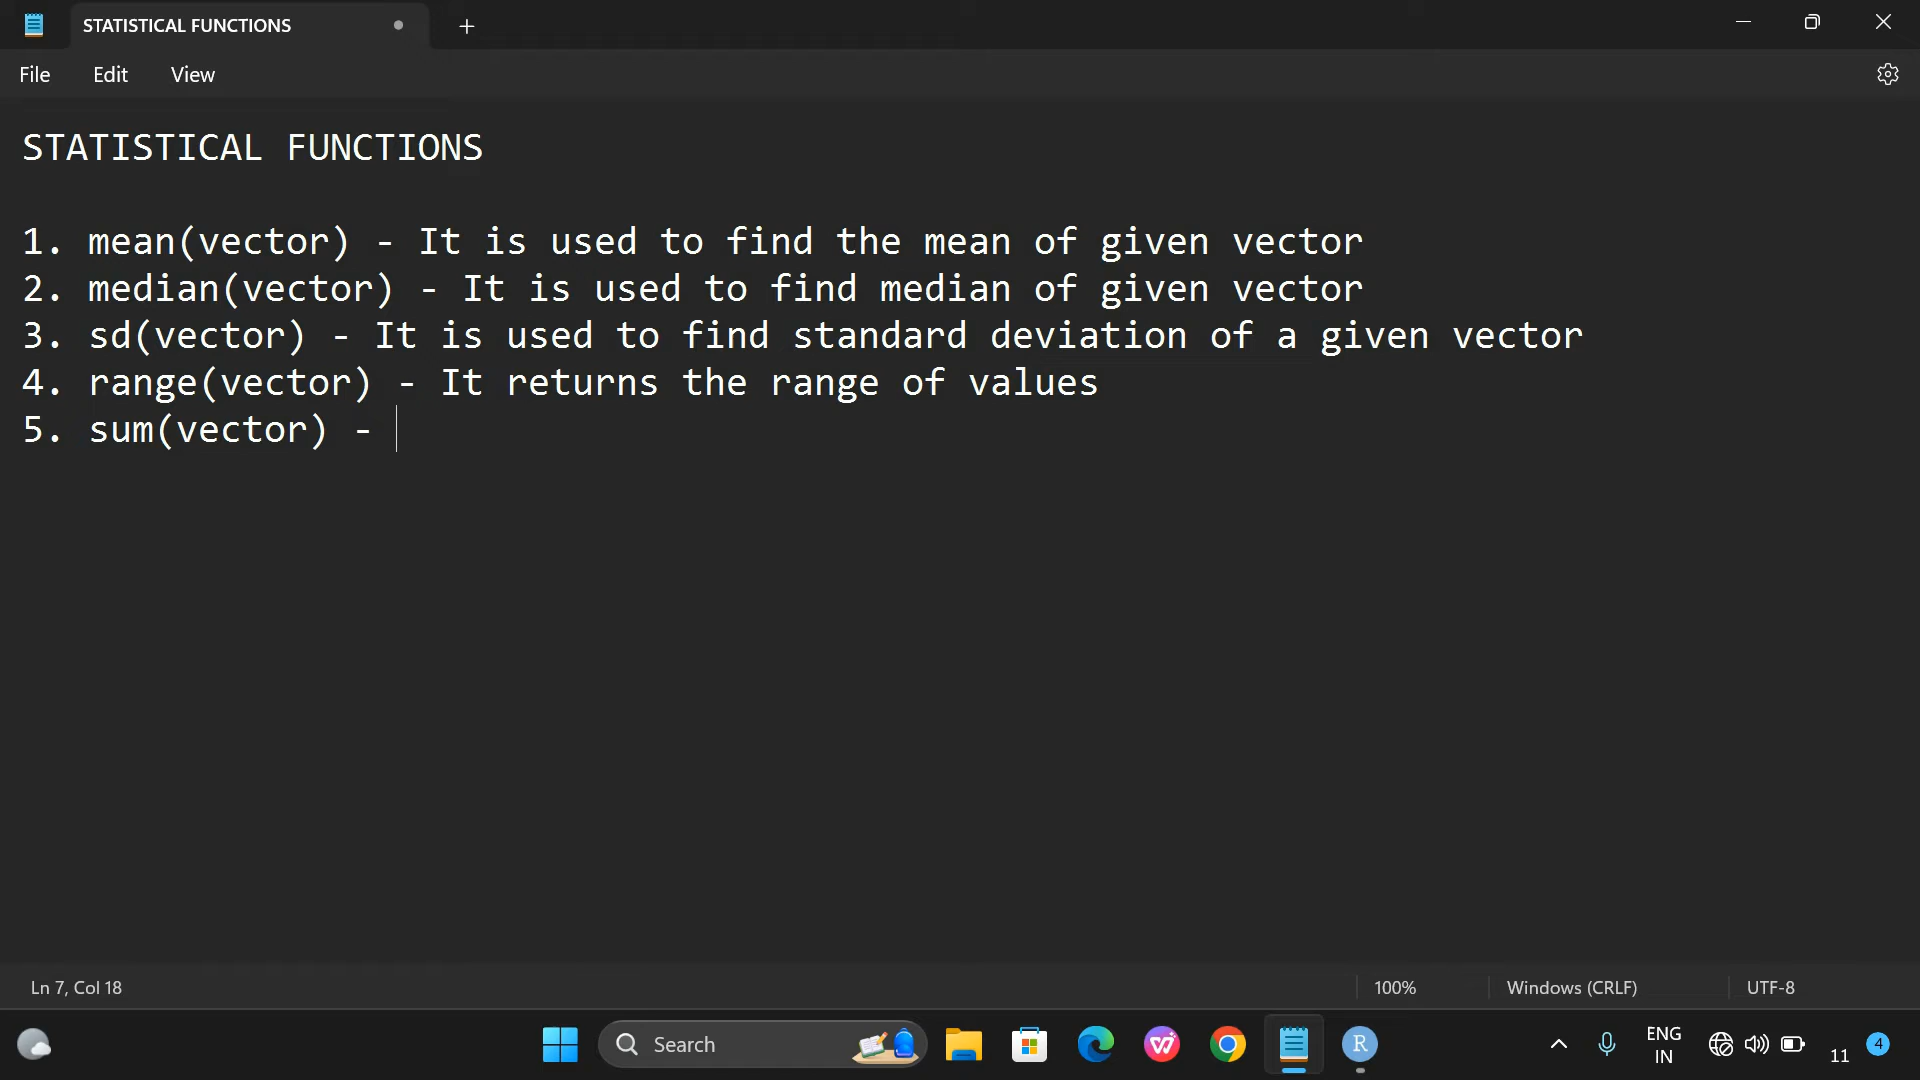 STATISTICAL FUNCTIONS
File Edit View
STATISTICAL FUNCTIONS
1. mean(vector) - It is used to find the mean of given vector
2. median(vector) - It is used to find median of given vector
3. sd(vector) - It is used to find standard deviation of a given vector
4. range(vector) - It returns the range of values
5. sum(vector) -
Ln 7, Col 18 100% Windows (CRLF) UTF-8
Search ENG 11 4
IN